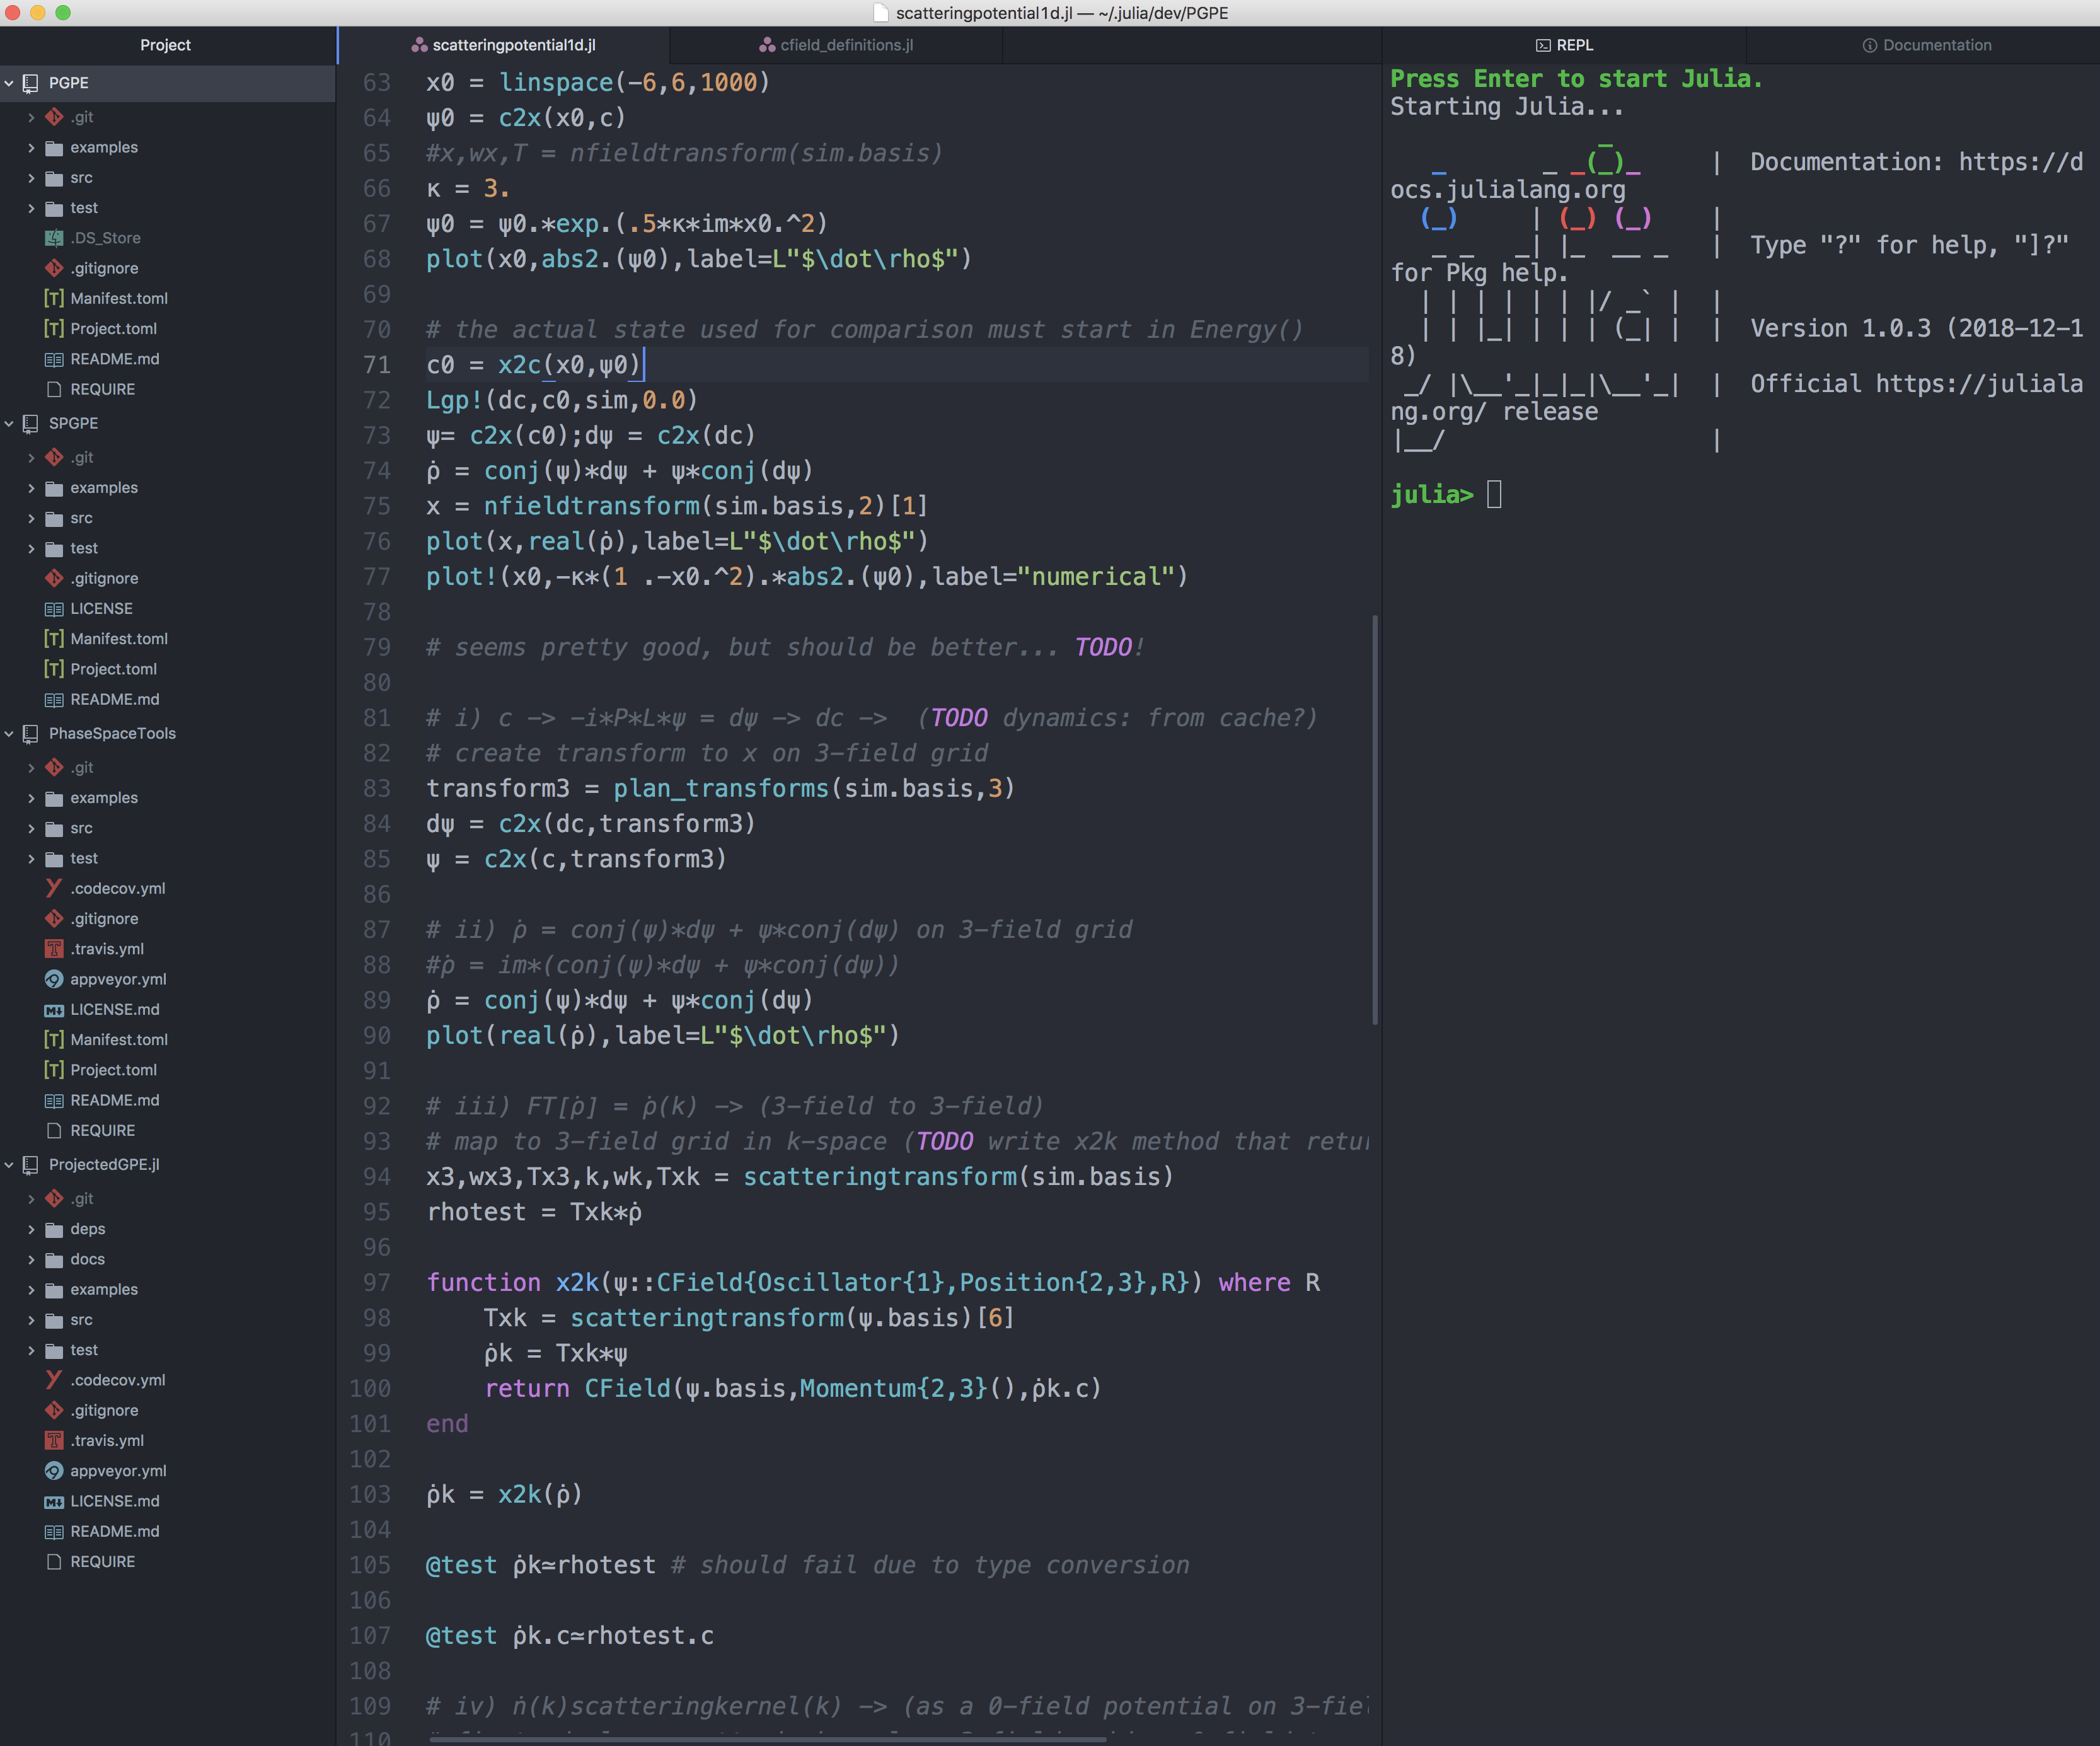 scatteringpotential1d.jl — ~/.julia/dev/PGPE
Project
PGPE
.git
examples
src
test
.DS_Store
.gitignore
Manifest.toml
Project.toml
README.md
REQUIRE
SPGPE
.git
examples
src
test
.gitignore
LICENSE
Manifest.toml
Project.toml
README.md
PhaseSpaceTools
.git
examples
src
test
.codecov.yml
.gitignore
.travis.yml
appveyor.yml
LICENSE.md
Manifest.toml
Project.toml
README.md
REQUIRE
ProjectedGPE.jl
.git
deps
docs
examples
src
test
.codecov.yml
.gitignore
.travis.yml
appveyor.yml
LICENSE.md
README.md
REQUIRE
scatteringpotential1d.jl
cfield_definitions.jl
63 x0 = linspace(-6,6,1000)
64 ψ0 = c2x(x0,c)
65 #x,wx,T = nfieldtransform(sim.basis)
66 κ = 3.
67 ψ0 = ψ0.*exp.(.5*κ*im*x0.^2)
68 plot(x0,abs2.(ψ0),label=L"$\dot\rho$")
69
70 # the actual state used for comparison must start in Energy()
71 c0 = x2c(x0,ψ0)
72 Lgp!(dc,c0,sim,0.0)
73 ψ= c2x(c0);dψ = c2x(dc)
74 ρ̇ = conj(ψ)*dψ + ψ*conj(dψ)
75 x = nfieldtransform(sim.basis,2)[1]
76 plot(x,real(ρ̇),label=L"$\dot\rho$")
77 plot!(x0,-κ*(1 .-x0.^2).*abs2.(ψ0),label="numerical")
78
79 # seems pretty good, but should be better... TODO!
80
81 # i) c -> -i*P*L*ψ = dψ -> dc ->  (TODO dynamics: from cache?)
82 # create transform to x on 3-field grid
83 transform3 = plan_transforms(sim.basis,3)
84 dψ = c2x(dc,transform3)
85 ψ = c2x(c,transform3)
86
87 # ii) ρ̇ = conj(ψ)*dψ + ψ*conj(dψ) on 3-field grid
88 #ρ̇ = im*(conj(ψ)*dψ + ψ*conj(dψ))
89 ρ̇ = conj(ψ)*dψ + ψ*conj(dψ)
90 plot(real(ρ̇),label=L"$\dot\rho$")
91
92 # iii) FT[ρ̇] = ρ̇(k) -> (3-field to 3-field)
93 # map to 3-field grid in k-space (TODO write x2k method that retur
94 x3,wx3,Tx3,k,wk,Txk = scatteringtransform(sim.basis)
95 rhotest = Txk*ρ̇
96
97 function x2k(ψ::CField{Oscillator{1},Position{2,3},R}) where R
98     Txk = scatteringtransform(ψ.basis)[6]
99     ρ̇k = Txk*ψ
100     return CField(ψ.basis,Momentum{2,3}(),ρ̇k.c)
101 end
102
103 ρ̇k = x2k(ρ̇)
104
105 @test ρ̇k≃rhotest # should fail due to type conversion
106
107 @test ρ̇k.c≃rhotest.c
108
109 # iv) ṅ(k)scatteringkernel(k) -> (as a 0-field potential on 3-fie
110
REPL
Documentation
Press Enter to start Julia.
Starting Julia...
               _
   _       _ _(_)_     |  Documentation: https://d
ocs.julialang.org
  (_)     | (_) (_)    |
   _ _   _| |_  __ _   |  Type "?" for help, "]?"
for Pkg help.
  | | | | | | |/ _` |  |
  | | |_| | | | (_| |  |  Version 1.0.3 (2018-12-1
8)
 _/ |\__'_|_|_|\__'_|  |  Official https://juliala
ng.org/ release
|__/                   |
julia>